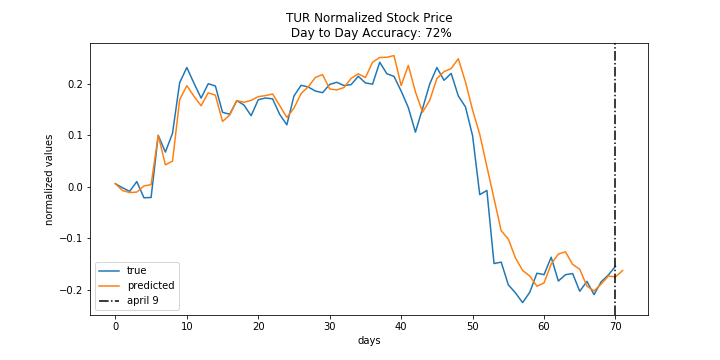 TUR Normalized Stock Price
Day to Day Accuracy: 72%
normalized values
0.2
0.1
0.0
−0.1
−0.2
true
predicted
april 9
0 10 20 30 40 50 60 70
days